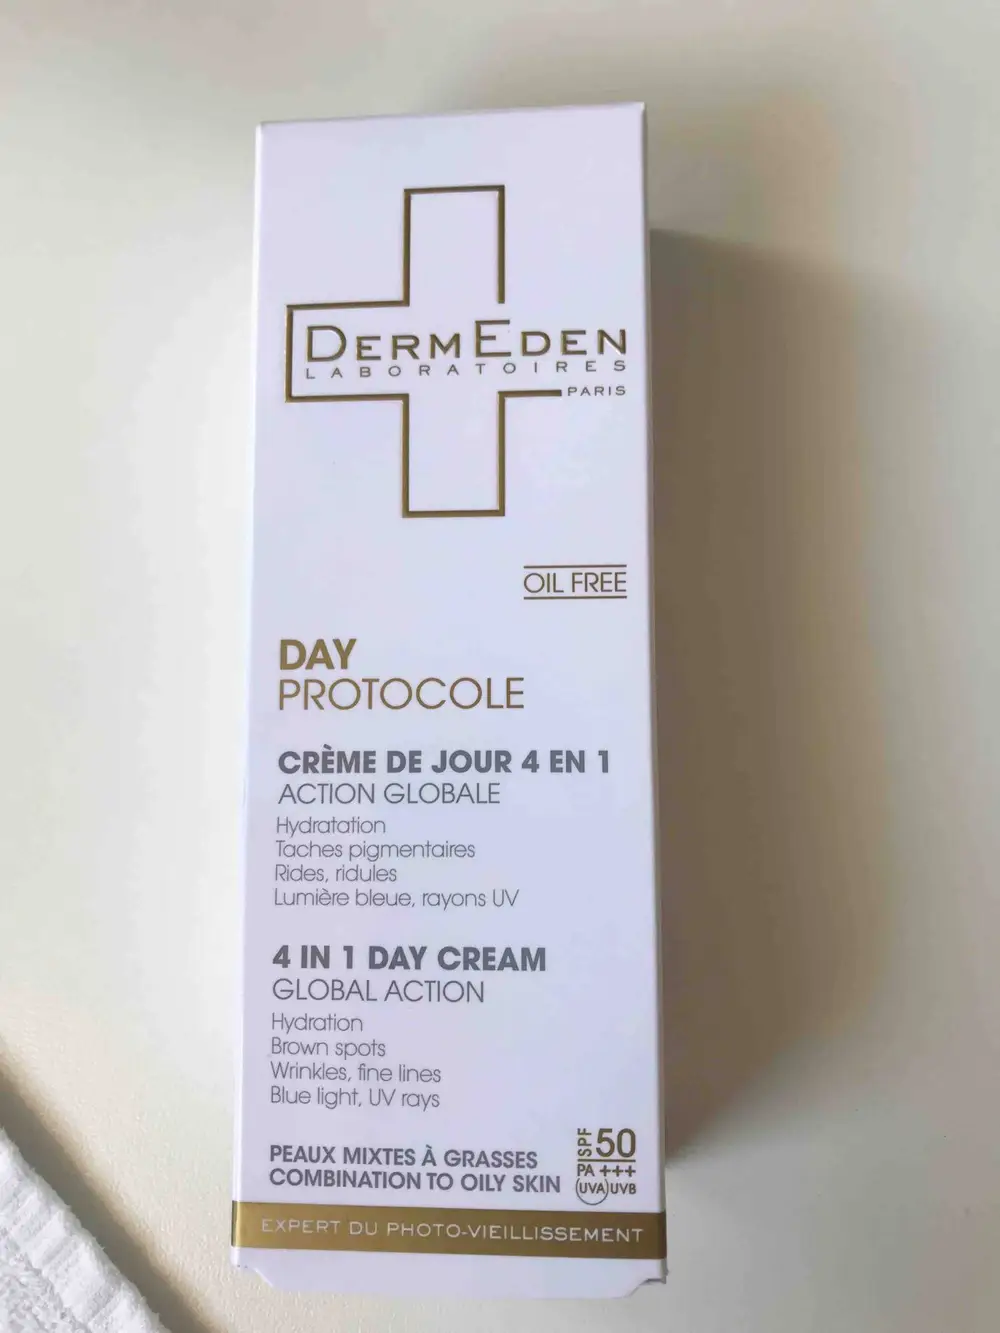 DERMEDEN
LABORATOIRES
PARIS
OIL FREE
DAY
PROTOCOLE
CRÈME DE JOUR 4 EN 1
ACTION GLOBALE
Hydratation
Taches pigmentaires
Rides, ridules
Lumière bleue, rayons UV
4 IN 1 DAY CREAM
GLOBAL ACTION
Hydration
Brown spots
Wrinkles, fine lines
Blue light, UV rays
PEAUX MIXTES À GRASSES
COMBINATION TO OILY SKIN
SPF 50
PA +++
UVA UVB
EXPERT DU PHOTO-VIEILLISSEMENT